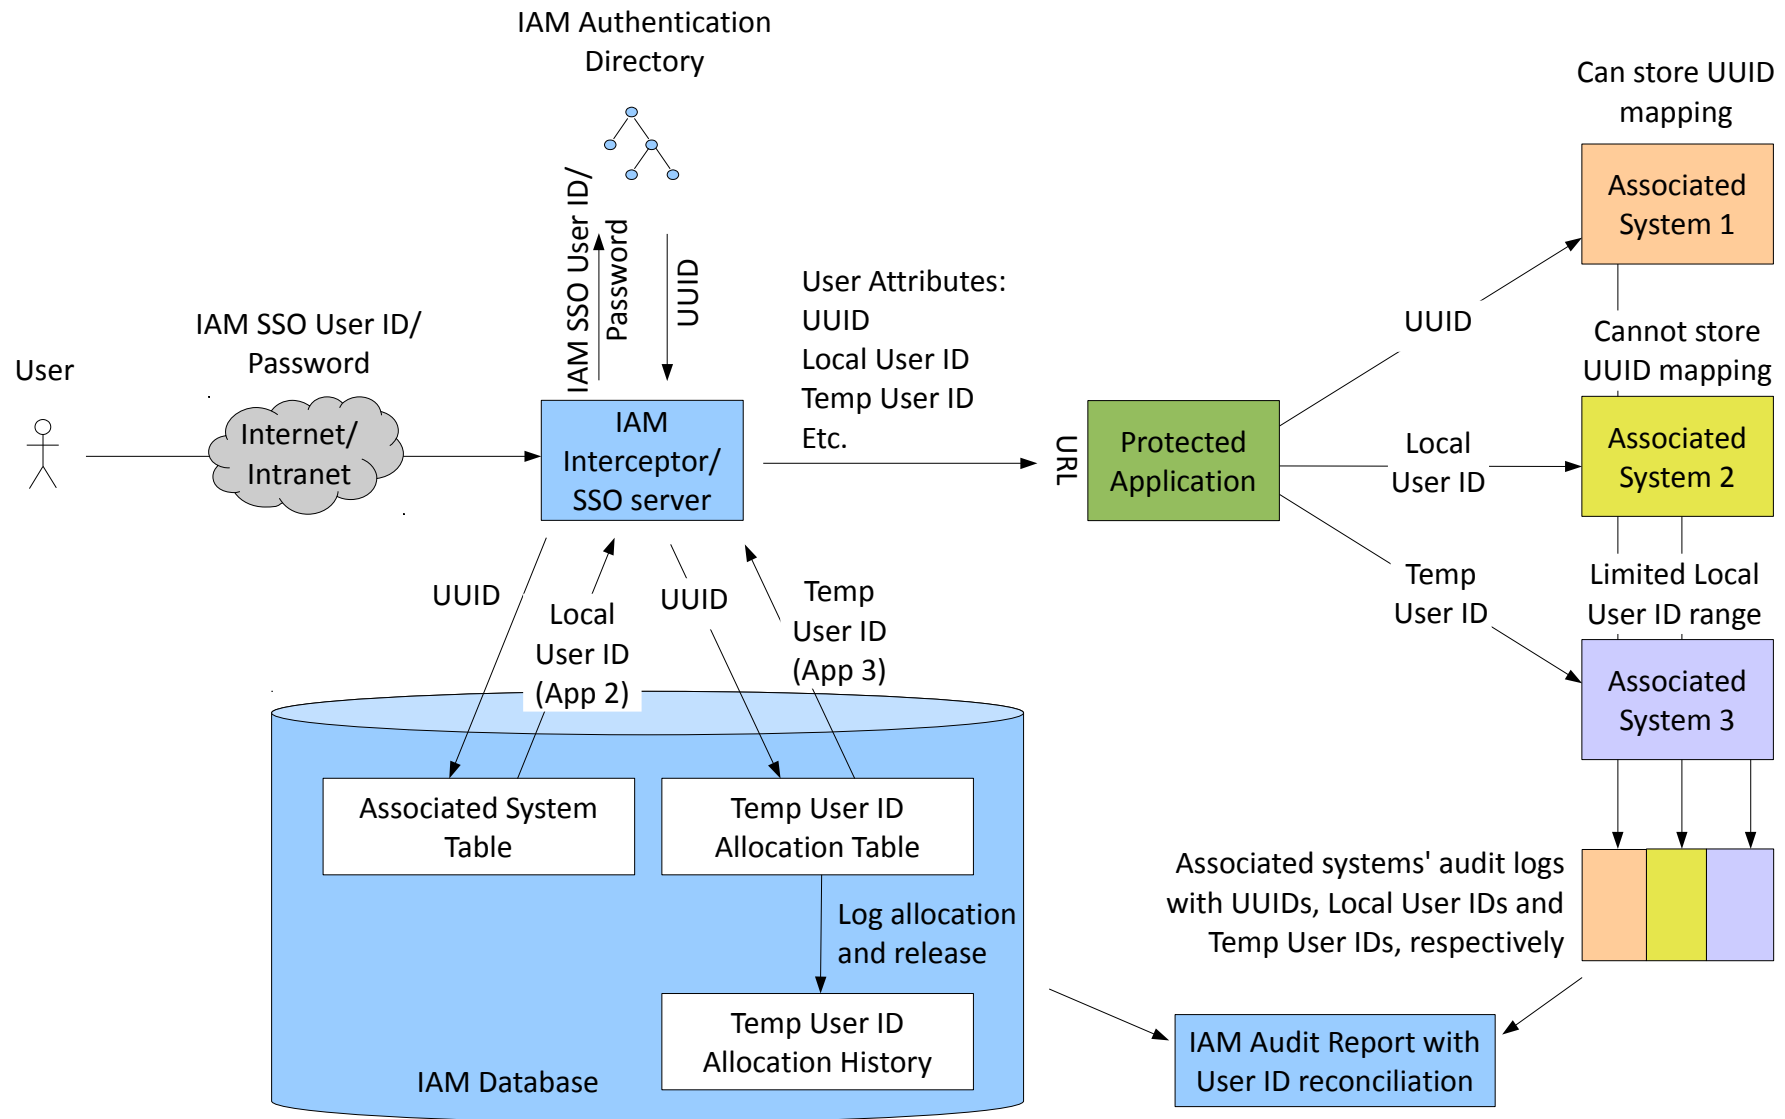 IAM Authentication
Directory
IAM SSO User ID/
Password
UUID
User
IAM SSO User ID/
Password
Internet/
Intranet
IAM
Interceptor/
SSO server
User Attributes:
UUID
Local User ID
Temp User ID
Etc.
URL
Protected
Application
UUID
Local
User ID
Temp
User ID
Can store UUID
mapping
Associated
System 1
Cannot store
UUID mapping
Associated
System 2
Limited Local
User ID range
Associated
System 3
UUID
Local
User ID
(App 2)
UUID
Temp
User ID
(App 3)
Associated System
Table
Temp User ID
Allocation Table
Log allocation
and release
Temp User ID
Allocation History
IAM Database
Associated systems' audit logs
with UUIDs, Local User IDs and
Temp User IDs, respectively
IAM Audit Report with
User ID reconciliation